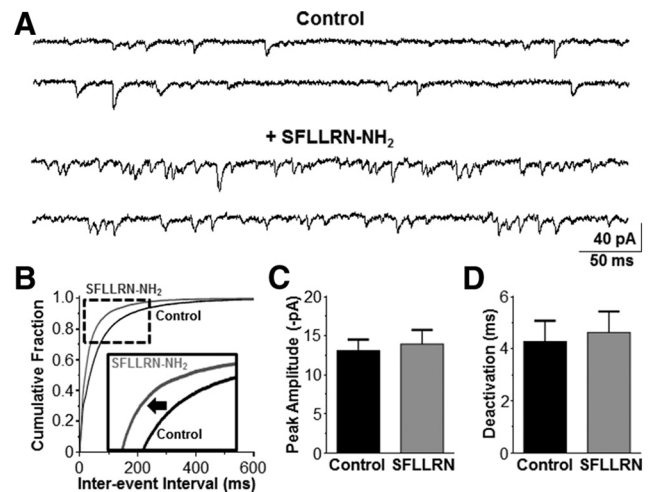 A
Control
+ SFLLRN-NH2
40 pA
50 ms
B
SFLLRN-NH2
Control
SFLLRN-NH2
Control
Cumulative Fraction
1.0
0.8
0.6
0.4
0.2
0
0 200 400 600
Inter-event Interval (ms)
C
Peak Amplitude (-pA)
20
15
10
5
0
Control SFLLRN
D
Deactivation (ms)
6
4
2
0
Control SFLLRN